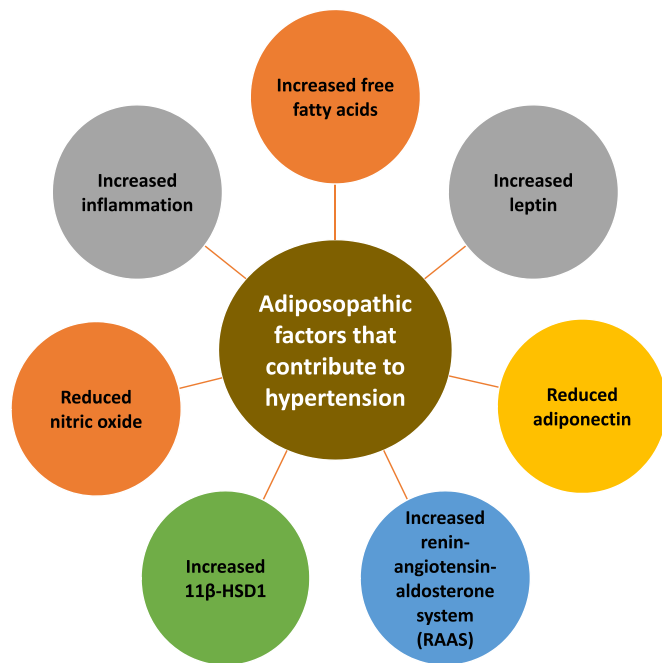 Increased free
fatty acids
Increased
leptin
Reduced
adiponectin
Increased
renin-
angiotensin-
aldosterone
system
(RAAS)
Increased
11β-HSD1
Reduced
nitric oxide
Increased
inflammation
Adiposopathic
factors that
contribute to
hypertension